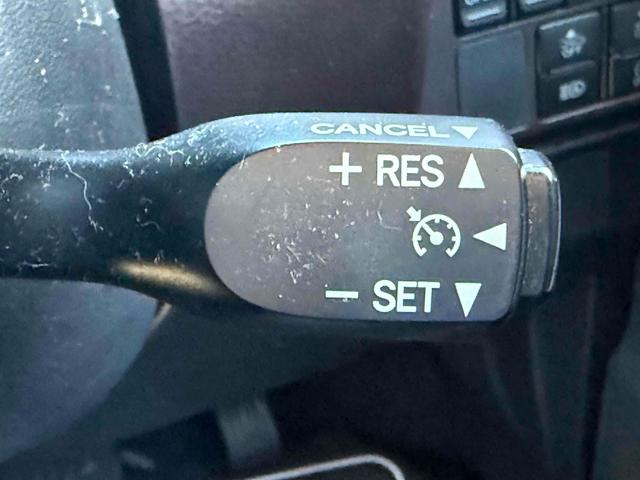 CANCEL▼
+ RES ▲
◀
− SET ▼